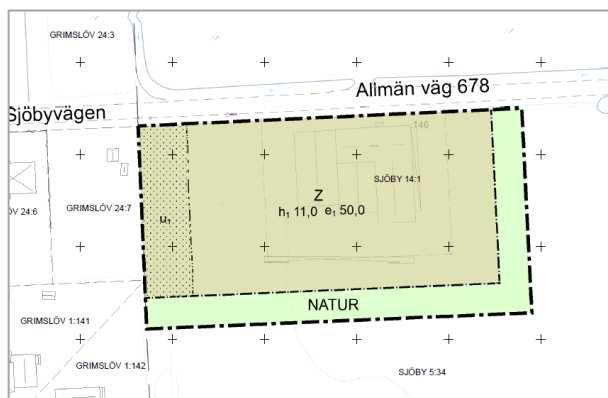 GRIMSLÖV 24:3
Allmän väg 678
Sjöbyvägen
146
SJÖBY 14:1
Z
GRIMSLÖV 24:7
h₁ 11,0 e₁ 50,0
ÖV 24:6
u₁
NATUR
GRIMSLÖV 1:141
GRIMSLÖV 1:142
SJÖBY 5:34